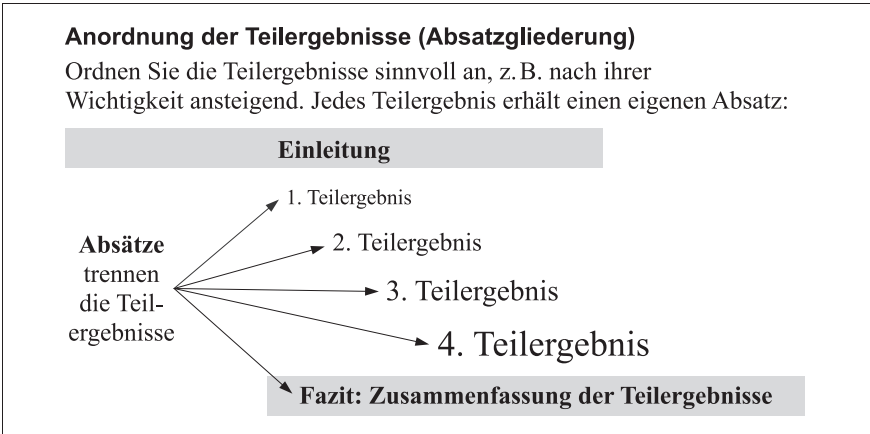 Anordnung der Teilergebnisse (Absatzgliederung)
Ordnen Sie die Teilergebnisse sinnvoll an, z. B. nach ihrer
Wichtigkeit ansteigend. Jedes Teilergebnis erhält einen eigenen Absatz:
Einleitung
1. Teilergebnis
2. Teilergebnis
3. Teilergebnis
4. Teilergebnis
Absätze
trennen
die Teil-
ergebnisse
Fazit: Zusammenfassung der Teilergebnisse